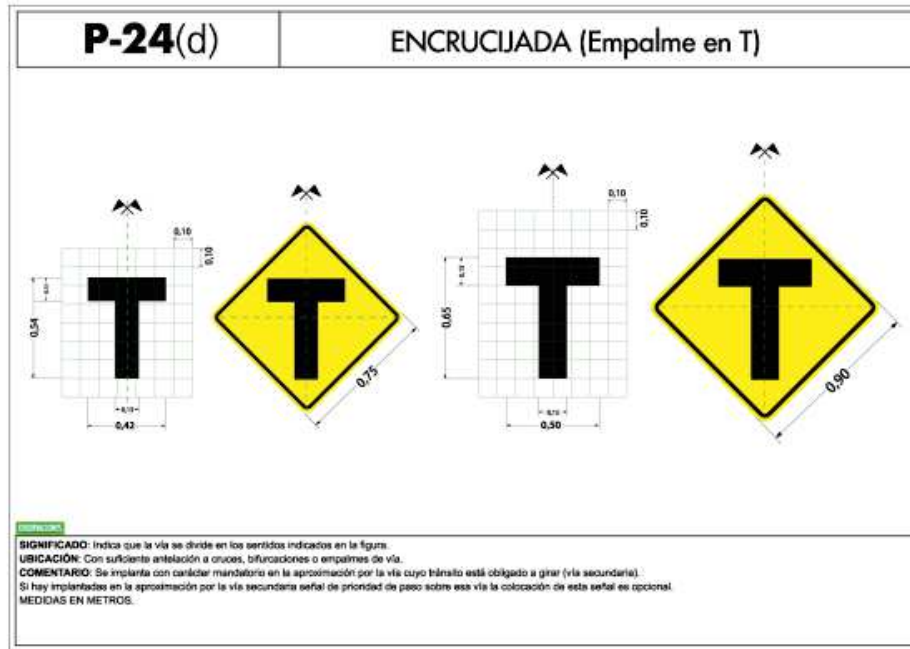 P-24(d)
ENCRUCIJADA (Empalme en T)
0,10
0,10
0,54
0,42
0,75
0,10
0,10
0,65
0,15
0,50
0,90
SIGNIFICADO: Indica que la vía se divide en los sentidos indicados en la figura.
UBICACIÓN: Con suficiente antelación a cruces, bifurcaciones o empalmes de vía.
COMENTARIO: Se implanta con carácter mandatorio en la aproximación por la vía cuyo tránsito está obligado a girar (vía secundaria).
Si hay implantadas en la aproximación por la vía secundaria señal de prioridad de paso sobre esa vía la colocación de esta señal es opcional.
MEDIDAS EN METROS.